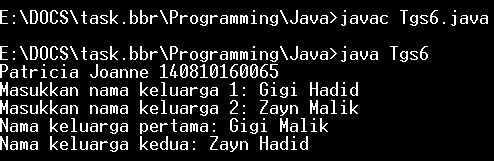 E:\DOCS\task.bbr\Programming\Java>javac Tgs6.java
E:\DOCS\task.bbr\Programming\Java>java Tgs6
Patricia Joanne 140810160065
Masukkan nama keluarga 1: Gigi Hadid
Masukkan nama keluarga 2: Zayn Malik
Nama keluarga pertama: Gigi Malik
Nama keluarga kedua: Zayn Hadid